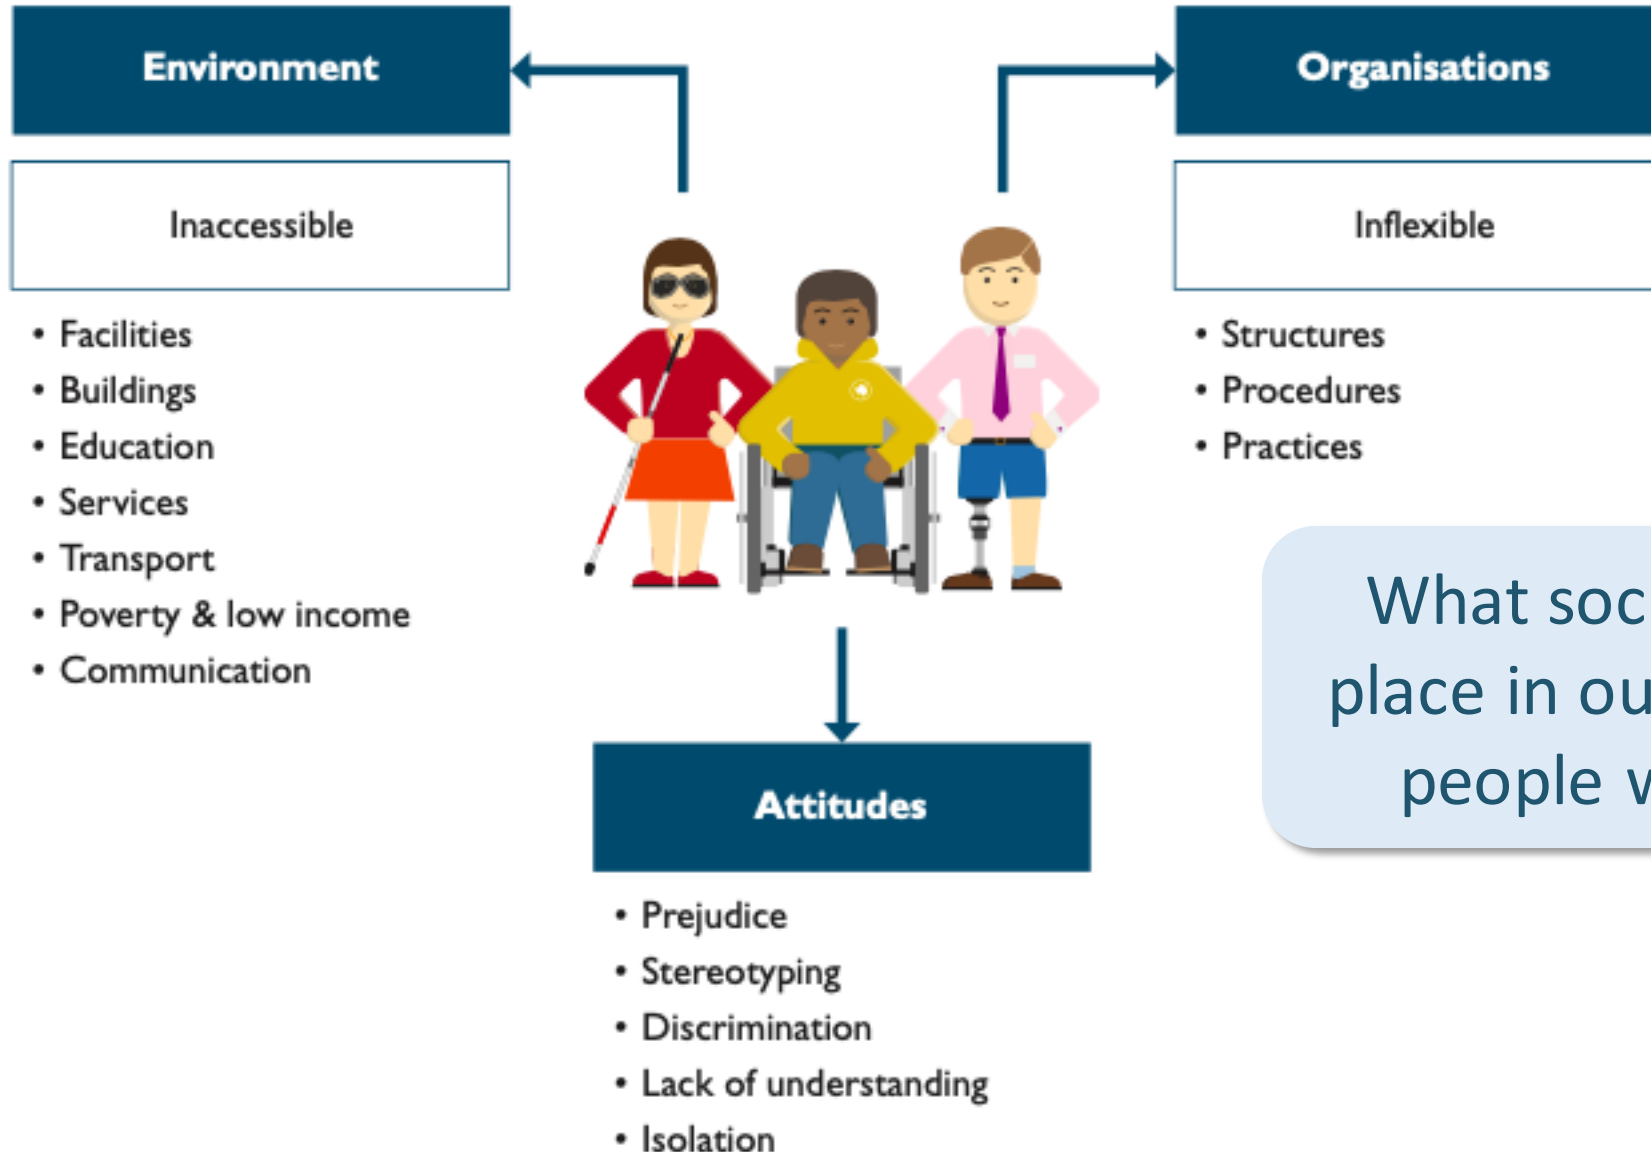 Environment
Inaccessible
• Facilities
• Buildings
• Education
• Services
• Transport
• Poverty & low income
• Communication
Organisations
Inflexible
• Structures
• Procedures
• Practices
What soc
place in ou
people w
Attitudes
• Prejudice
• Stereotyping
• Discrimination
• Lack of understanding
• Isolation